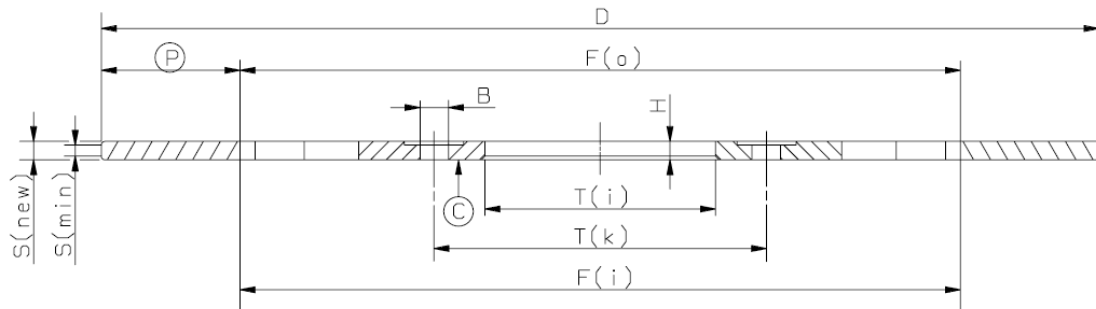 D
P
F(o)
B
H
S(new)
S(min)
C
T(i)
T(k)
F(i)